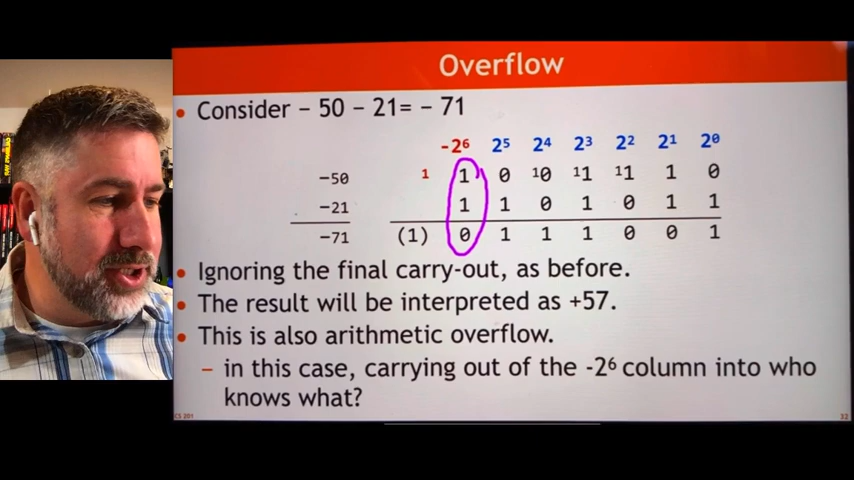 Overflow
• Consider – 50 – 21= – 71
-2⁶ 2⁵ 2⁴ 2³ 2² 2¹ 2⁰
–50 1 1 0 ¹0 ¹1 ¹1 1 0
–21 1 1 0 1 0 1 1
–71 (1) 0 1 1 1 0 0 1
• Ignoring the final carry-out, as before.
• The result will be interpreted as +57.
• This is also arithmetic overflow.
– in this case, carrying out of the -2⁶ column into who
knows what?
CS 201
32